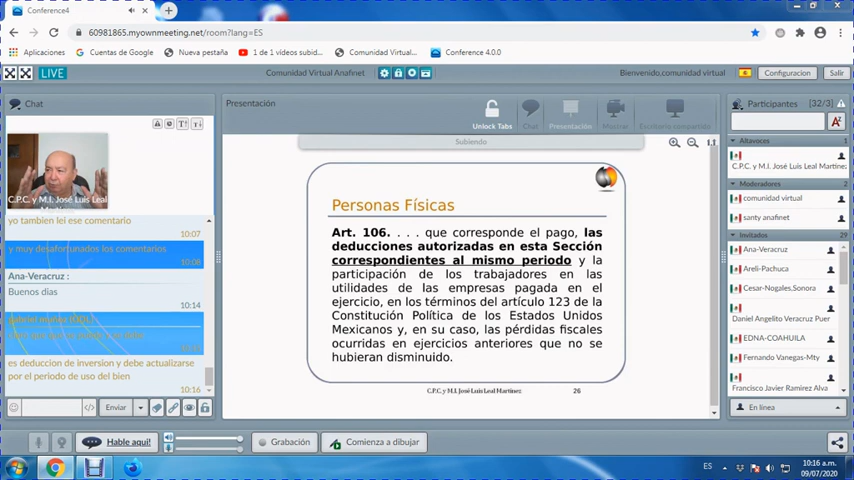 Conference4
60981865.myownmeeting.net/room?lang=ES
Aplicaciones
Cuentas de Google
Nueva pestaña
1 de 1 vídeos subid...
Comunidad Virtual...
Conference 4.0.0
LIVE
Comunidad Virtual Anafinet
Bienvenido,comunidad virtual
Configuracion
Salir
Chat
C.P.C. y M.I. José Luis Leal
yo tambien lei ese comentario
10:07
y muy desafortunados los comentarios
10:08
Ana-Veracruz :
Buenos dias
10:14
es deduccion de inversion y debe actualizarse
por el periodo de uso del bien
10:16
Enviar
Presentación
Unlock Tabs
Chat
Presentación
Mostrar
Escritorio compartido
Subiendo
1:1
Personas Físicas
Art. 106. . . . que corresponde el pago, las
deducciones autorizadas en esta Sección
correspondientes al mismo periodo y la
participación de los trabajadores en las
utilidades de las empresas pagada en el
ejercicio, en los términos del artículo 123 de la
Constitución Política de los Estados Unidos
Mexicanos y, en su caso, las pérdidas fiscales
ocurridas en ejercicios anteriores que no se
hubieran disminuido.
C.P.C. y M.I. José Luis Leal Martínez
26
Participantes
(32/3)
Altavoces
1
C.P.C. y M.I. José Luis Leal Martínez
Moderadores
2
comunidad virtual
santy anafinet
Invitados
29
Ana-Veracruz
Areli-Pachuca
Cesar-Nogales,Sonora
Daniel Angelito Veracruz Puer
EDNA-COAHUILA
Fernando Vanegas-Mty
Francisco Javier Ramirez Alva
En línea
Hable aqui!
Grabación
Comienza a dibujar
ES
10:16 a.m.
09/07/2020